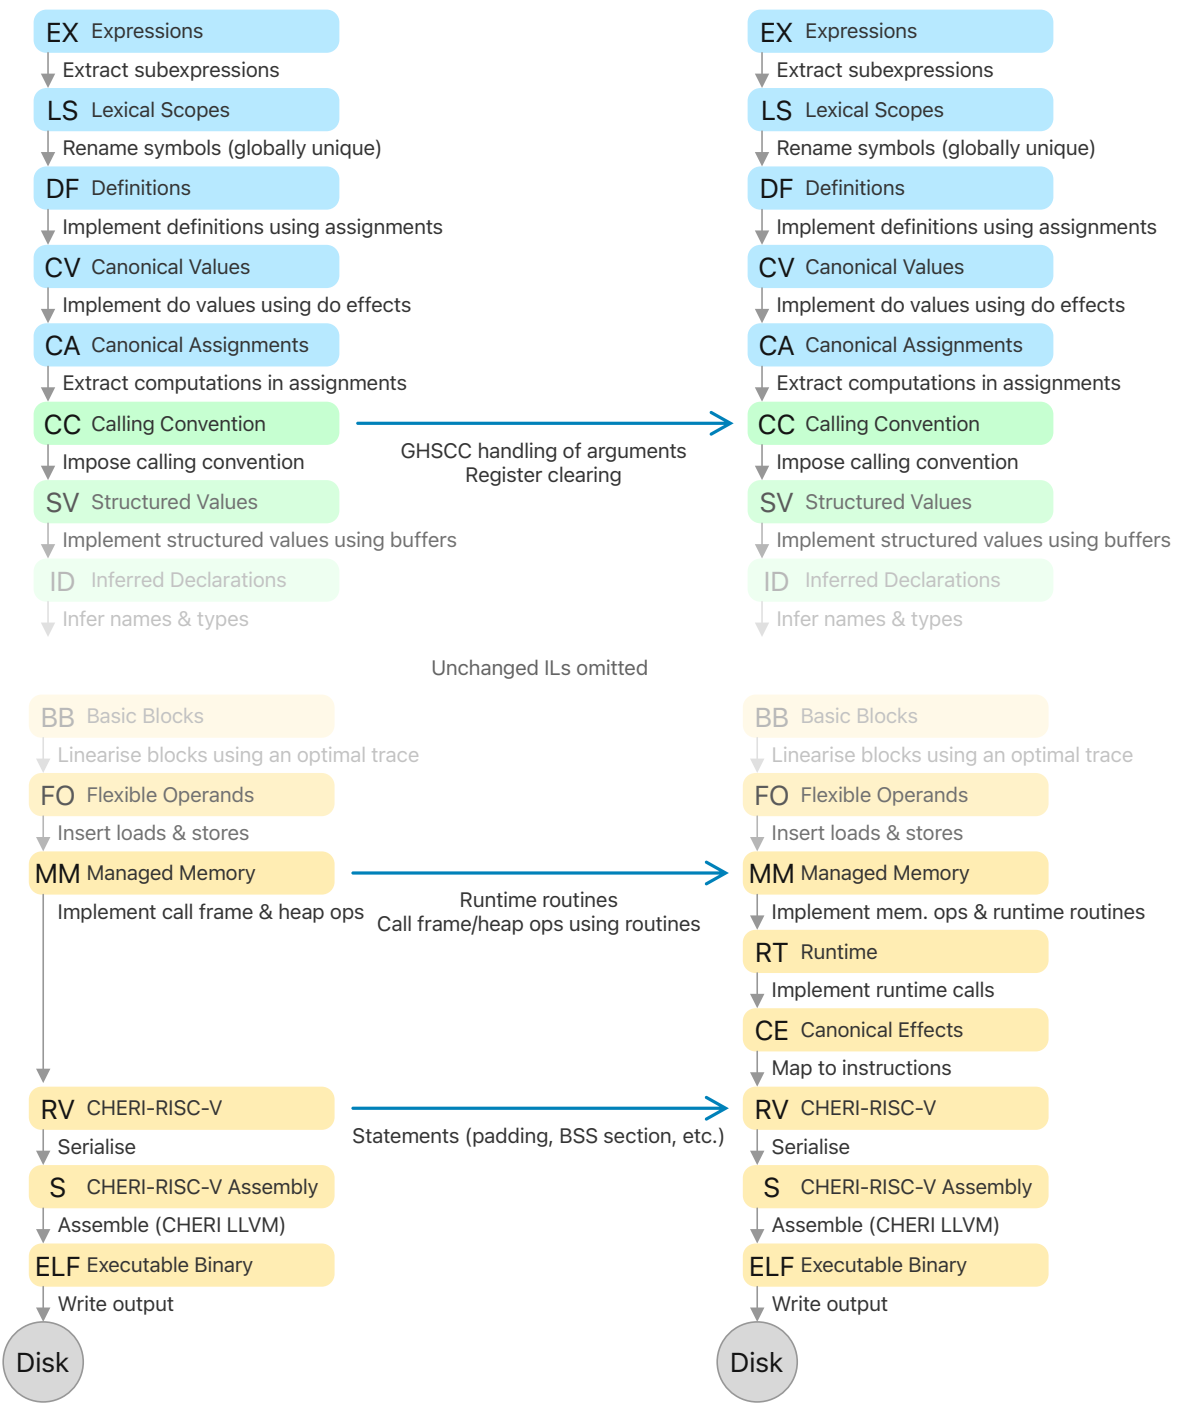 EX Expressions
Extract subexpressions
LS Lexical Scopes
Rename symbols (globally unique)
DF Definitions
Implement definitions using assignments
CV Canonical Values
Implement do values using do effects
CA Canonical Assignments
Extract computations in assignments
CC Calling Convention
Impose calling convention
SV Structured Values
Implement structured values using buffers
ID Inferred Declarations
Infer names & types
GHSCC handling of arguments
Register clearing
EX Expressions
Extract subexpressions
LS Lexical Scopes
Rename symbols (globally unique)
DF Definitions
Implement definitions using assignments
CV Canonical Values
Implement do values using do effects
CA Canonical Assignments
Extract computations in assignments
CC Calling Convention
Impose calling convention
SV Structured Values
Implement structured values using buffers
ID Inferred Declarations
Infer names & types
Unchanged ILs omitted
BB Basic Blocks
Linearise blocks using an optimal trace
FO Flexible Operands
Insert loads & stores
MM Managed Memory
Implement call frame & heap ops
RV CHERI-RISC-V
Serialise
S CHERI-RISC-V Assembly
Assemble (CHERI LLVM)
ELF Executable Binary
Write output
Disk
Runtime routines
Call frame/heap ops using routines
Statements (padding, BSS section, etc.)
BB Basic Blocks
Linearise blocks using an optimal trace
FO Flexible Operands
Insert loads & stores
MM Managed Memory
Implement mem. ops & runtime routines
RT Runtime
Implement runtime calls
CE Canonical Effects
Map to instructions
RV CHERI-RISC-V
Serialise
S CHERI-RISC-V Assembly
Assemble (CHERI LLVM)
ELF Executable Binary
Write output
Disk